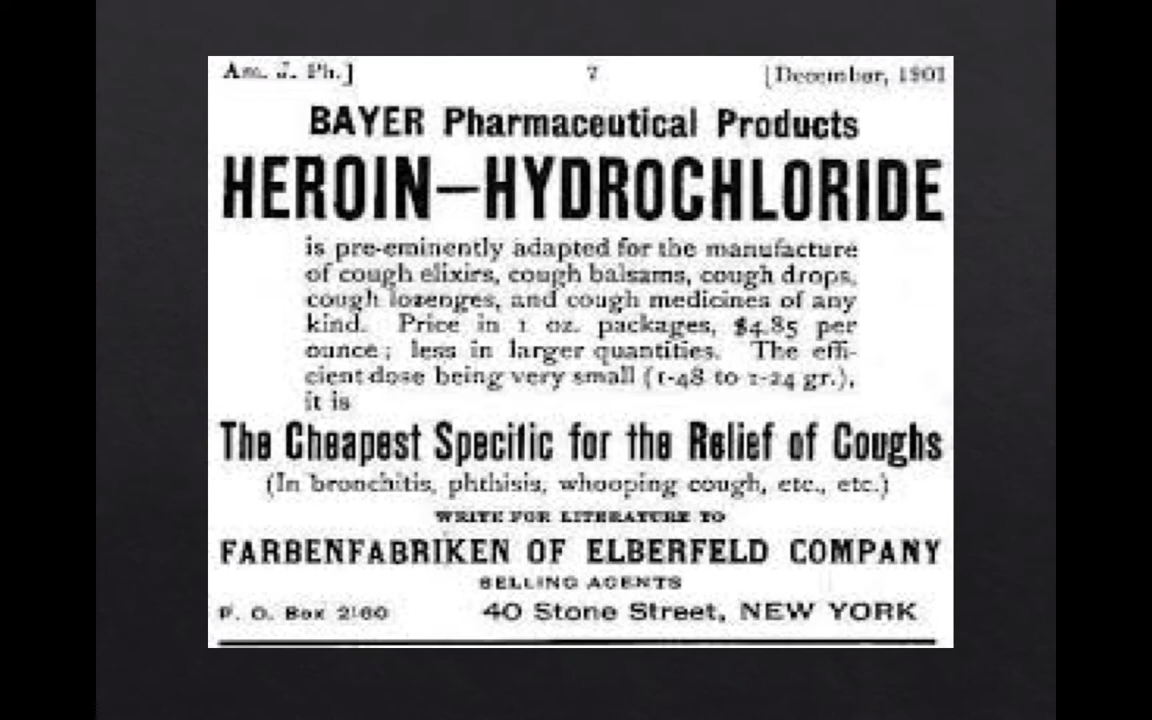 Am. J. Ph.] 7 [December, 1901
BAYER Pharmaceutical Products
HEROIN—HYDROCHLORIDE
is pre-eminently adapted for the manufacture
of cough elixirs, cough balsams, cough drops,
cough lozenges, and cough medicines of any
kind. Price in 1 oz. packages, $4.85 per
ounce; less in larger quantities. The effi-
cient dose being very small (1-48 to 1-24 gr.),
it is
The Cheapest Specific for the Relief of Coughs
(In bronchitis, phthisis, whooping cough, etc., etc.)
WRITE FOR LITERATURE TO
FARBENFABRIKEN OF ELBERFELD COMPANY
SELLING AGENTS
P. O. Box 2160 40 Stone Street, NEW YORK